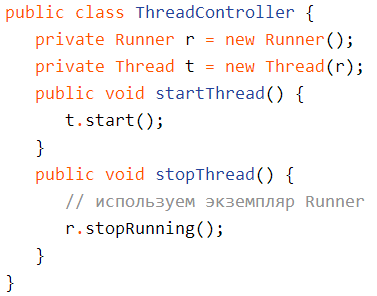 public class ThreadController {
   private Runner r = new Runner();
   private Thread t = new Thread(r);
   public void startThread() {
      t.start();
   }
   public void stopThread() {
      // используем экземпляр Runner
      r.stopRunning();
   }
}